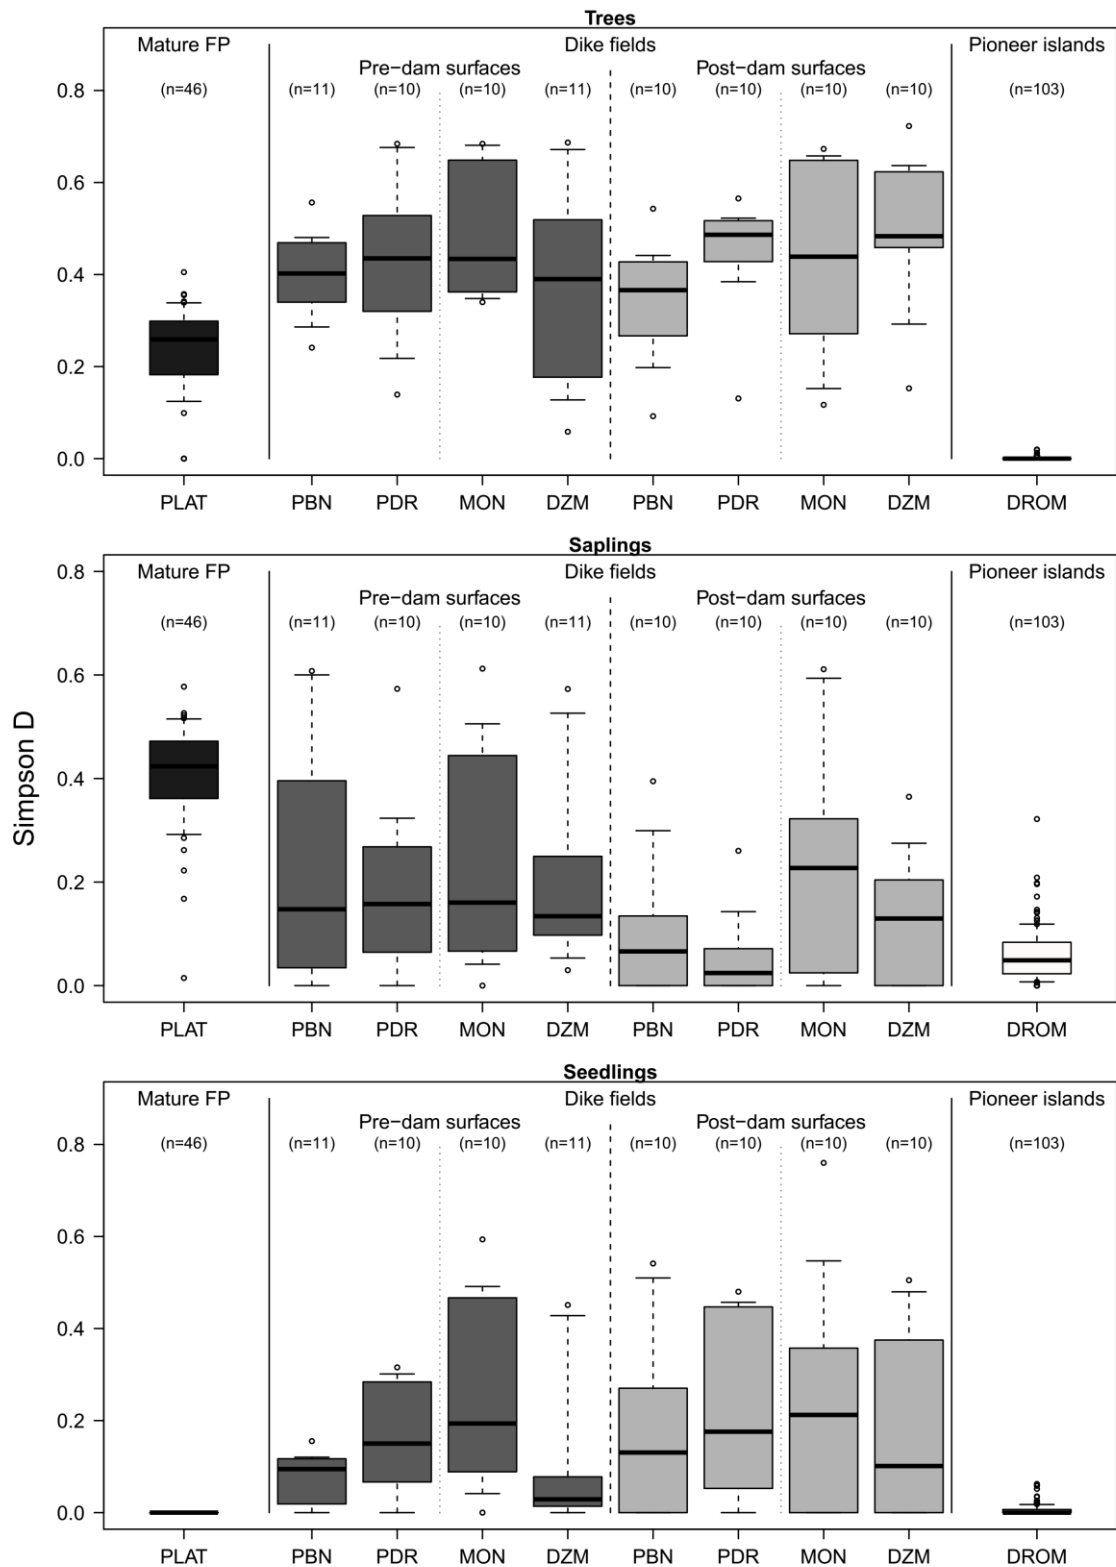 Trees
Mature FP Dike fields Pioneer islands
Pre−dam surfaces Post−dam surfaces
(n=46) (n=11) (n=10) (n=10) (n=11) (n=10) (n=10) (n=10) (n=10) (n=103)
0.8
0.6
0.4
0.2
0.0
PLAT PBN PDR MON DZM PBN PDR MON DZM DROM
Saplings
Mature FP Dike fields Pioneer islands
Pre−dam surfaces Post−dam surfaces
(n=46) (n=11) (n=10) (n=10) (n=11) (n=10) (n=10) (n=10) (n=10) (n=103)
0.8
0.6
0.4
0.2
0.0
Simpson D
PLAT PBN PDR MON DZM PBN PDR MON DZM DROM
Seedlings
Mature FP Dike fields Pioneer islands
Pre−dam surfaces Post−dam surfaces
(n=46) (n=11) (n=10) (n=10) (n=11) (n=10) (n=10) (n=10) (n=10) (n=103)
0.8
0.6
0.4
0.2
0.0
PLAT PBN PDR MON DZM PBN PDR MON DZM DROM